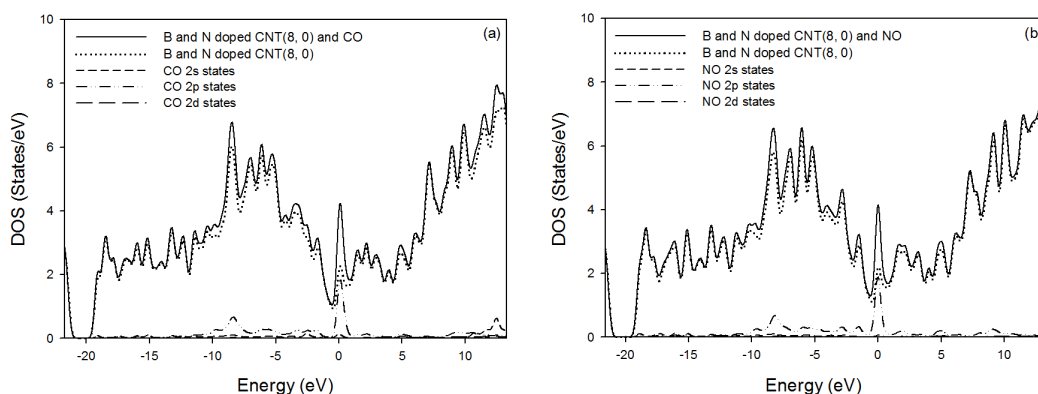 (a)
B and N doped CNT(8, 0) and CO
B and N doped CNT(8, 0)
CO 2s states
CO 2p states
CO 2d states
DOS (States/eV)
10
8
6
4
2
0
-20
-15
-10
-5
0
5
10
Energy (eV)
(b
B and N doped CNT(8, 0) and NO
B and N doped CNT(8, 0)
NO 2s states
NO 2p states
NO 2d states
DOS (States/eV)
10
8
6
4
2
0
-20
-15
-10
-5
0
5
10
Energy (eV)